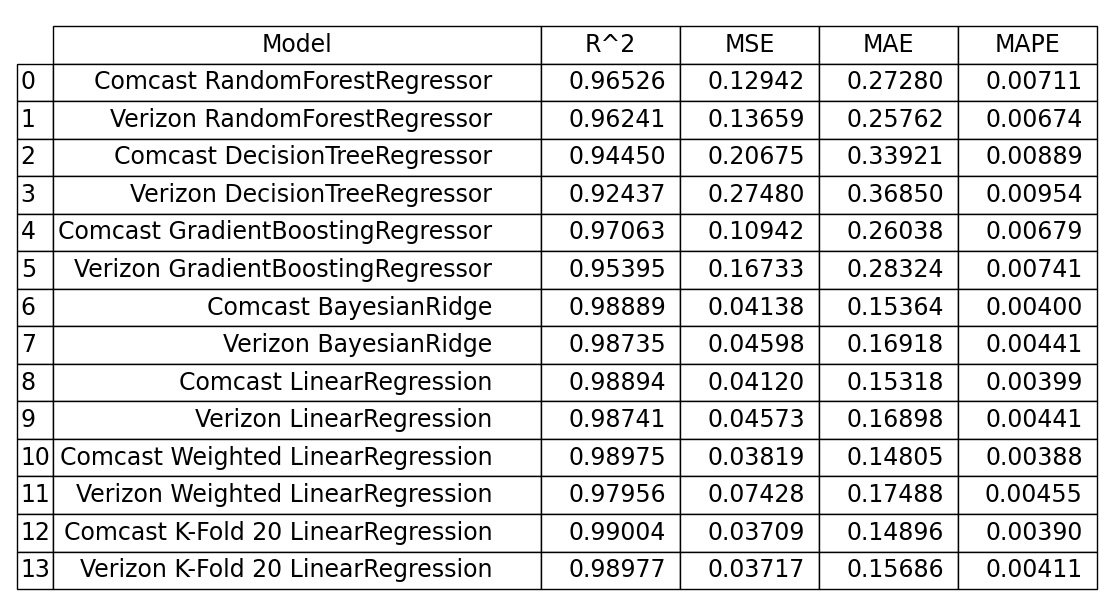 Model R^2 MSE MAE MAPE
0 Comcast RandomForestRegressor 0.96526 0.12942 0.27280 0.00711
1 Verizon RandomForestRegressor 0.96241 0.13659 0.25762 0.00674
2 Comcast DecisionTreeRegressor 0.94450 0.20675 0.33921 0.00889
3 Verizon DecisionTreeRegressor 0.92437 0.27480 0.36850 0.00954
4 Comcast GradientBoostingRegressor 0.97063 0.10942 0.26038 0.00679
5 Verizon GradientBoostingRegressor 0.95395 0.16733 0.28324 0.00741
6 Comcast BayesianRidge 0.98889 0.04138 0.15364 0.00400
7 Verizon BayesianRidge 0.98735 0.04598 0.16918 0.00441
8 Comcast LinearRegression 0.98894 0.04120 0.15318 0.00399
9 Verizon LinearRegression 0.98741 0.04573 0.16898 0.00441
10 Comcast Weighted LinearRegression 0.98975 0.03819 0.14805 0.00388
11 Verizon Weighted LinearRegression 0.97956 0.07428 0.17488 0.00455
12 Comcast K-Fold 20 LinearRegression 0.99004 0.03709 0.14896 0.00390
13 Verizon K-Fold 20 LinearRegression 0.98977 0.03717 0.15686 0.00411